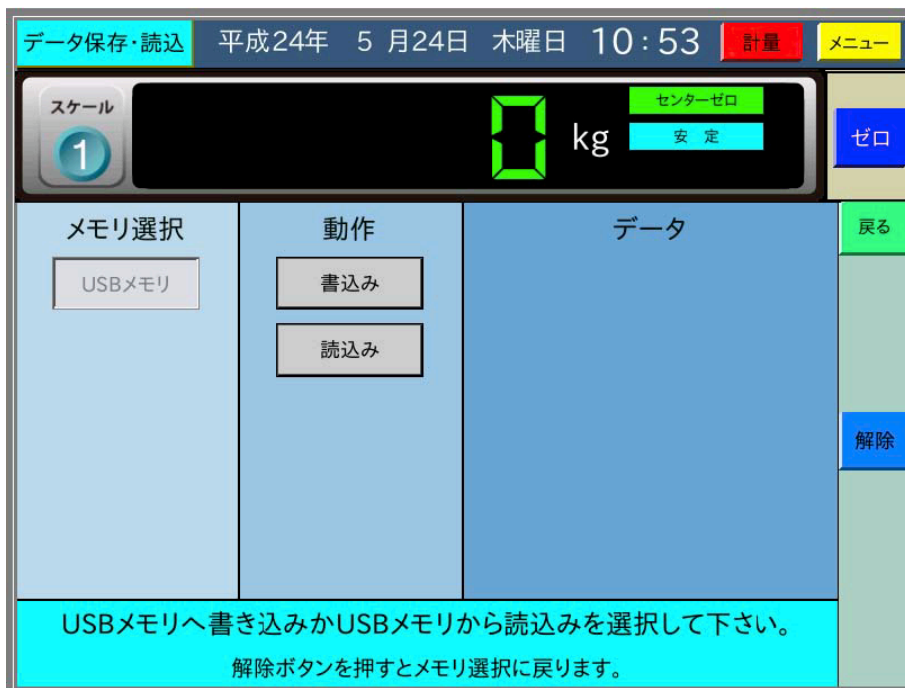 データ保存・読込 平成24年 5 月24日 木曜日 10:53 計量 メニュー
スケール
1
0 kg
センターゼロ
安 定
ゼロ
メモリ選択 動作 データ
戻る
USBメモリ 書込み
読込み
解除
USBメモリへ書き込みかUSBメモリから読込みを選択して下さい。
解除ボタンを押すとメモリ選択に戻ります。